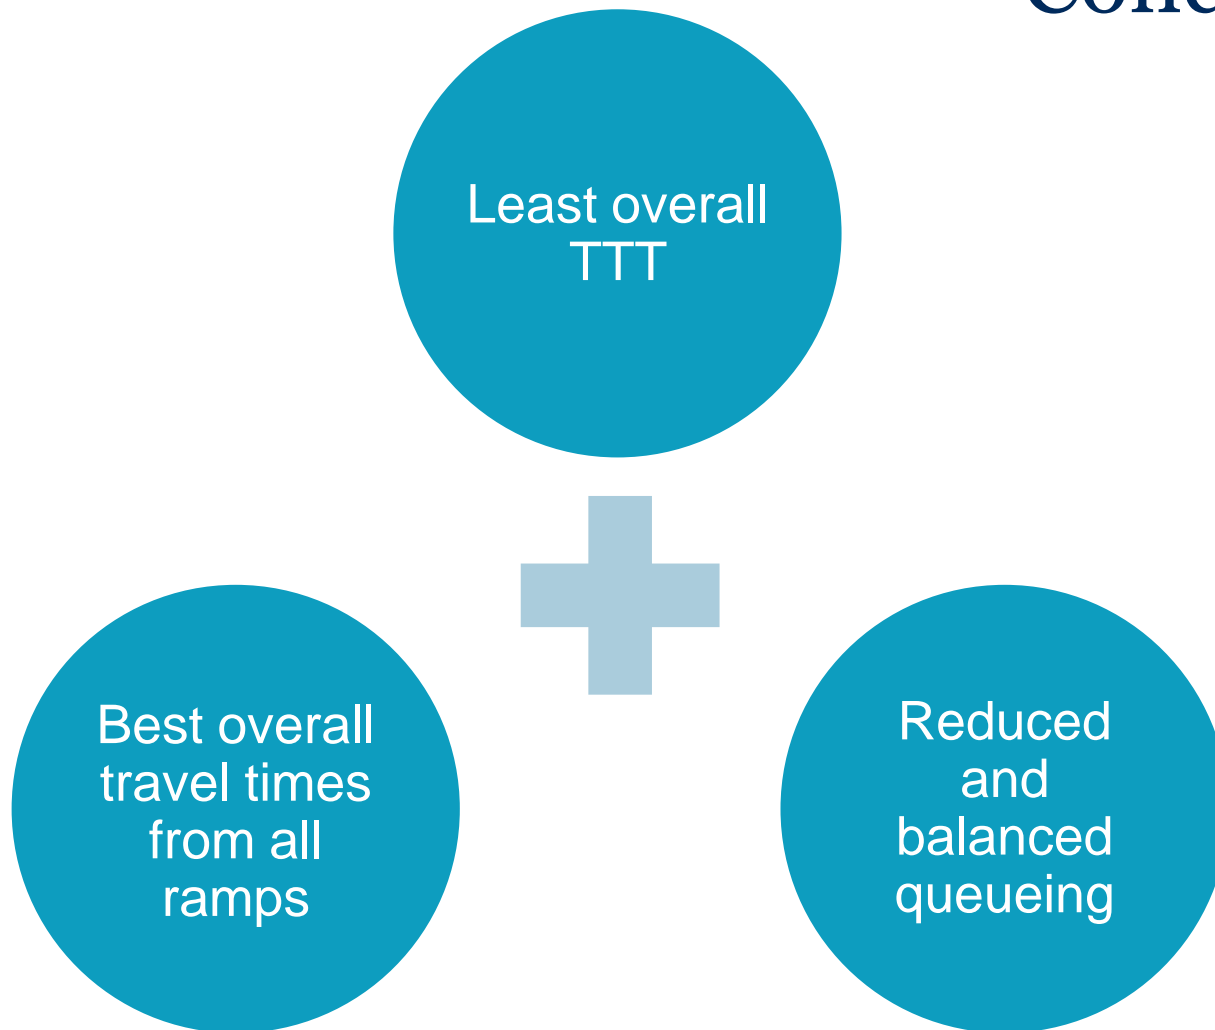 Least overall
TTT
Best overall
travel times
from all
ramps
Reduced
and
balanced
queueing